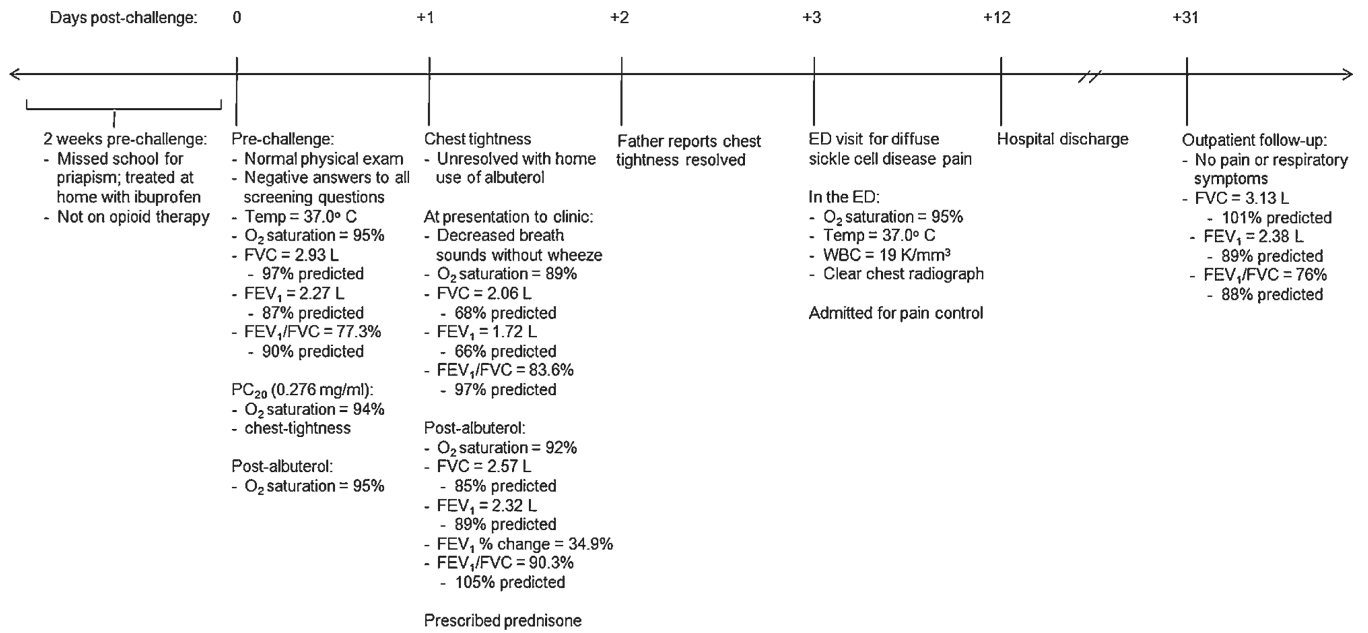 Days post-challenge: 0 +1 +2 +3 +12 +31
2 weeks pre-challenge:
- Missed school for
priapism; treated at
home with ibuprofen
- Not on opioid therapy
Pre-challenge:
- Normal physical exam
- Negative answers to all
screening questions
- Temp = 37.0º C
- O₂ saturation = 95%
- FVC = 2.93 L
- 97% predicted
- FEV₁ = 2.27 L
- 87% predicted
- FEV₁/FVC = 77.3%
- 90% predicted
PC₂₀ (0.276 mg/ml):
- O₂ saturation = 94%
- chest-tightness
Post-albuterol:
- O₂ saturation = 95%
Chest tightness
- Unresolved with home
use of albuterol
At presentation to clinic:
- Decreased breath
sounds without wheeze
- O₂ saturation = 89%
- FVC = 2.06 L
- 68% predicted
- FEV₁ = 1.72 L
- 66% predicted
- FEV₁/FVC = 83.6%
- 97% predicted
Post-albuterol:
- O₂ saturation = 92%
- FVC = 2.57 L
- 85% predicted
- FEV₁ = 2.32 L
- 89% predicted
- FEV₁ % change = 34.9%
- FEV₁/FVC = 90.3%
- 105% predicted
Prescribed prednisone
Father reports chest
tightness resolved
ED visit for diffuse
sickle cell disease pain
In the ED:
- O₂ saturation = 95%
- Temp = 37.0º C
- WBC = 19 K/mm³
- Clear chest radiograph
Admitted for pain control
Hospital discharge
Outpatient follow-up:
- No pain or respiratory
symptoms
- FVC = 3.13 L
- 101% predicted
- FEV₁ = 2.38 L
- 89% predicted
- FEV₁/FVC = 76%
- 88% predicted